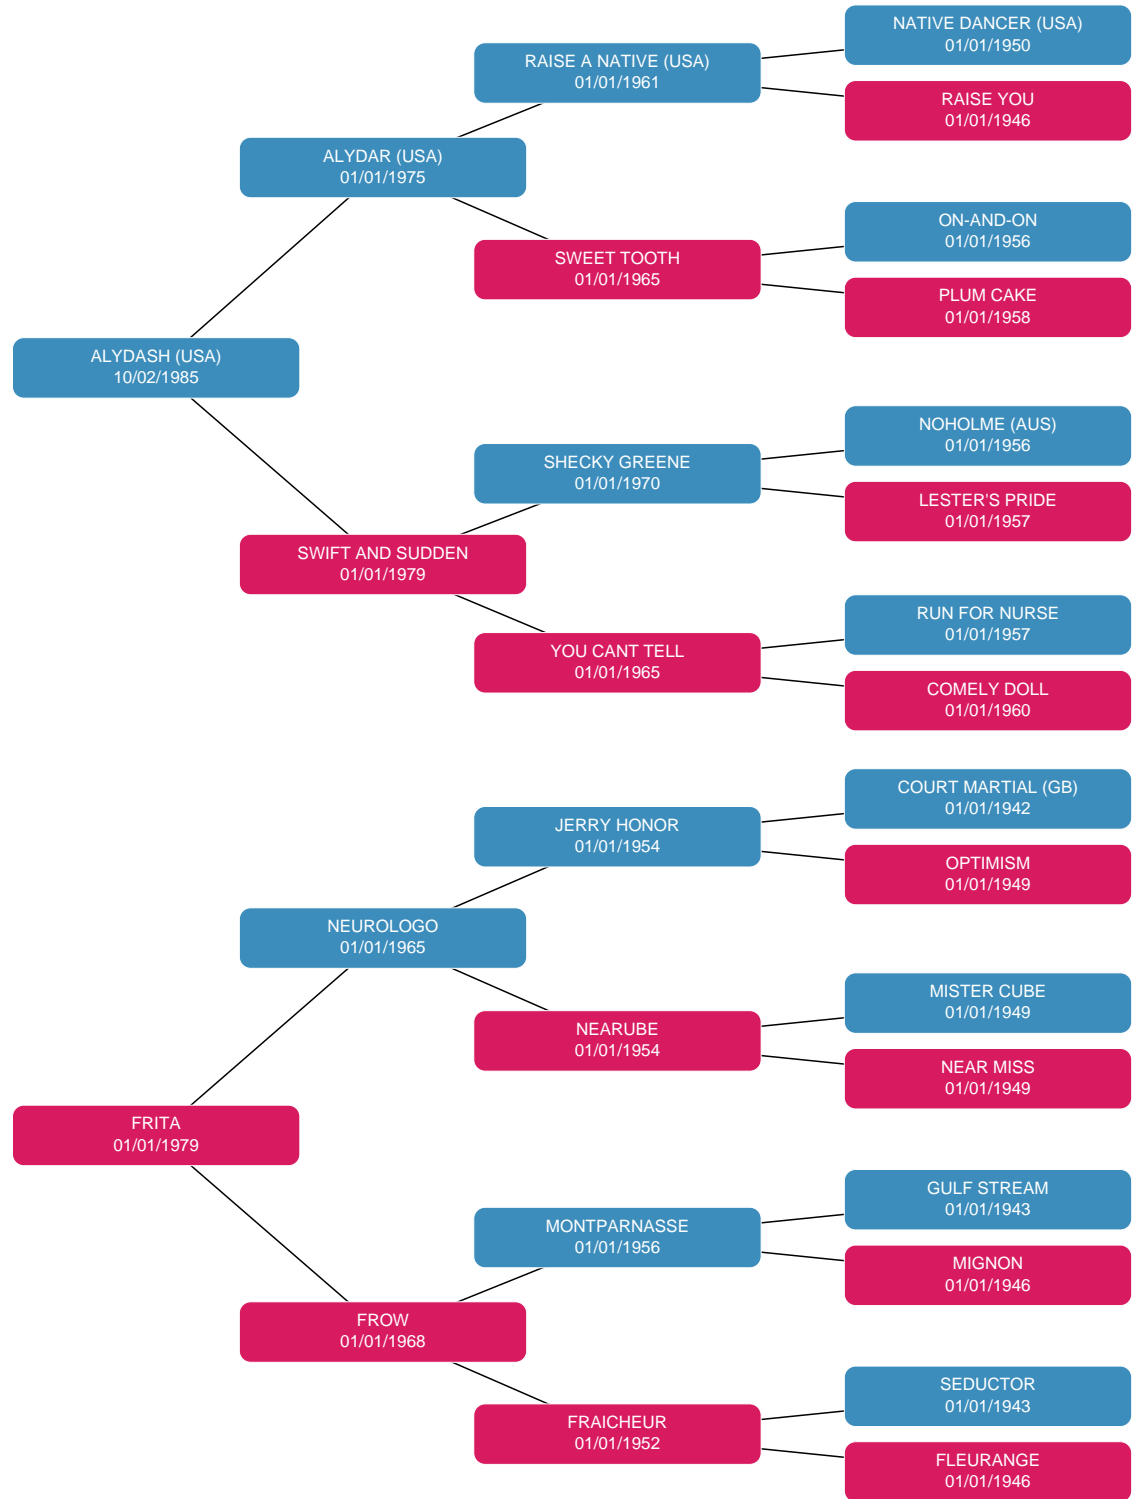 NATIVE DANCER (USA)
01/01/1950
RAISE A NATIVE (USA)
01/01/1961
RAISE YOU
01/01/1946
ALYDAR (USA)
01/01/1975
ON-AND-ON
01/01/1956
SWEET TOOTH
01/01/1965
PLUM CAKE
01/01/1958
ALYDASH (USA)
10/02/1985
NOHOLME (AUS)
01/01/1956
SHECKY GREENE
01/01/1970
LESTER'S PRIDE
01/01/1957
SWIFT AND SUDDEN
01/01/1979
RUN FOR NURSE
01/01/1957
YOU CANT TELL
01/01/1965
COMELY DOLL
01/01/1960
COURT MARTIAL (GB)
01/01/1942
JERRY HONOR
01/01/1954
OPTIMISM
01/01/1949
NEUROLOGO
01/01/1965
MISTER CUBE
01/01/1949
NEARUBE
01/01/1954
NEAR MISS
01/01/1949
FRITA
01/01/1979
GULF STREAM
01/01/1943
MONTPARNASSE
01/01/1956
MIGNON
01/01/1946
FROW
01/01/1968
SEDUCTOR
01/01/1943
FRAICHEUR
01/01/1952
FLEURANGE
01/01/1946